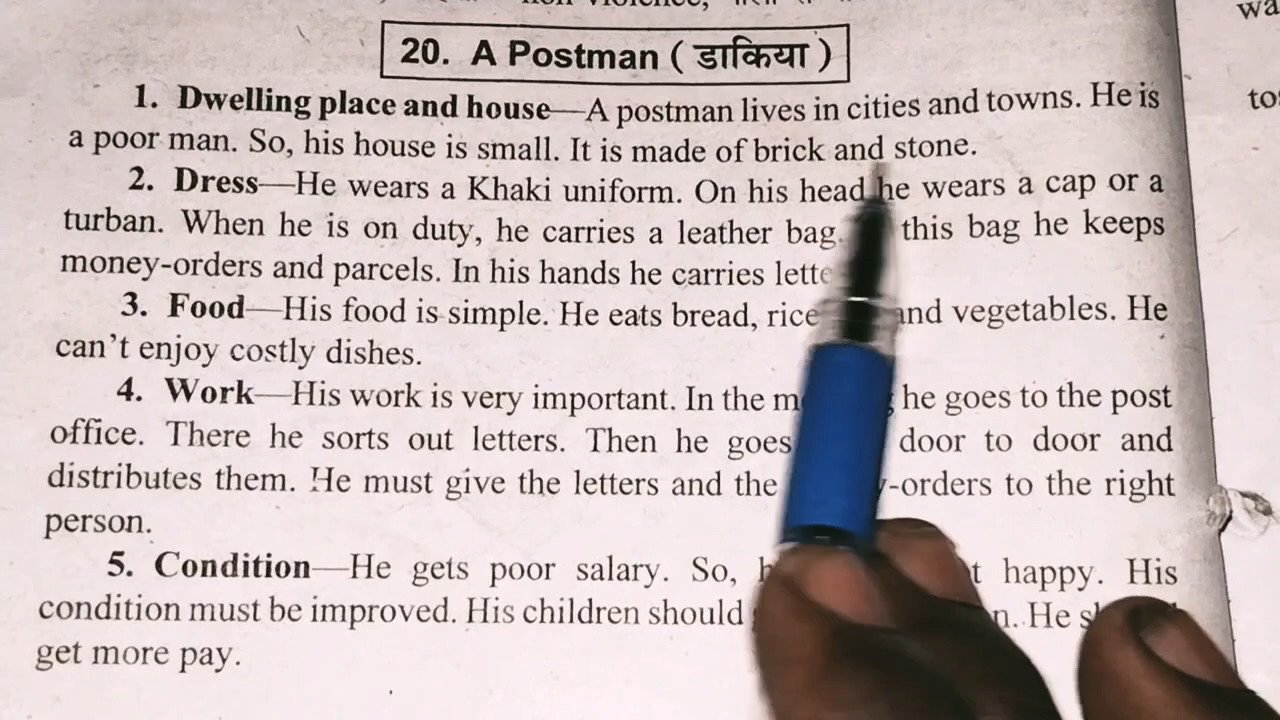 20. A Postman ( डाकिया )
1. Dwelling place and house—A postman lives in cities and towns. He is
a poor man. So, his house is small. It is made of brick and stone.
2. Dress—He wears a Khaki uniform. On his head he wears a cap or a
turban. When he is on duty, he carries a leather bag. this bag he keeps
money-orders and parcels. In his hands he carries
3. Food—His food is simple. He eats bread, rice and vegetables. He
can't enjoy costly dishes.
4. Work—His work is very important. In the he goes to the post
office. There he sorts out letters. Then he goes door to door and
distributes them. He must give the letters and the -orders to the right
person.
5. Condition—He gets poor salary. So, happy. His
condition must be improved. His children should He
get more pay.